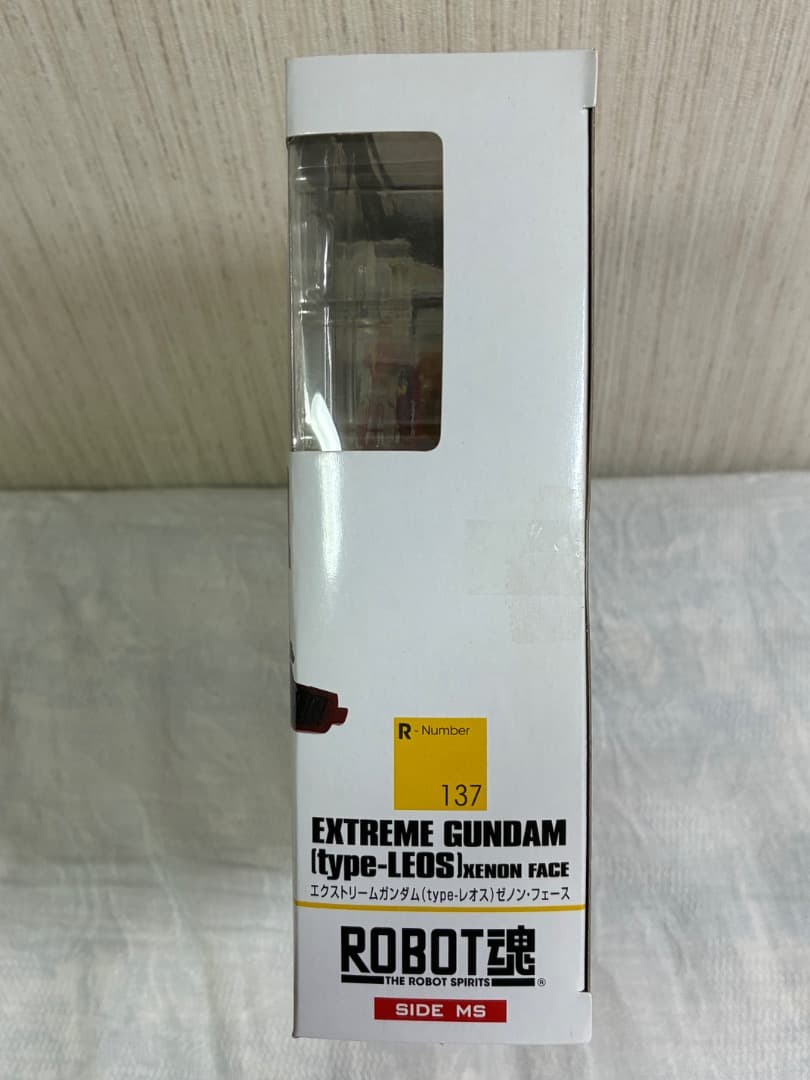 R - Number
137
EXTREME GUNDAM
[type-LEOS] XENON FACE
エクストリームガンダム(type-レオス)ゼノン・フェース
ROBOT魂
THE ROBOT SPIRITS ®
SIDE MS